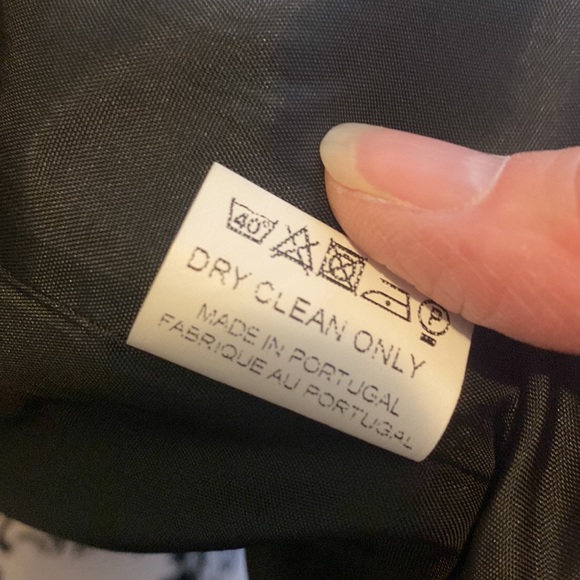 40°
P
DRY CLEAN ONLY
MADE IN PORTUGAL
FABRIQUE AU PORTUGAL